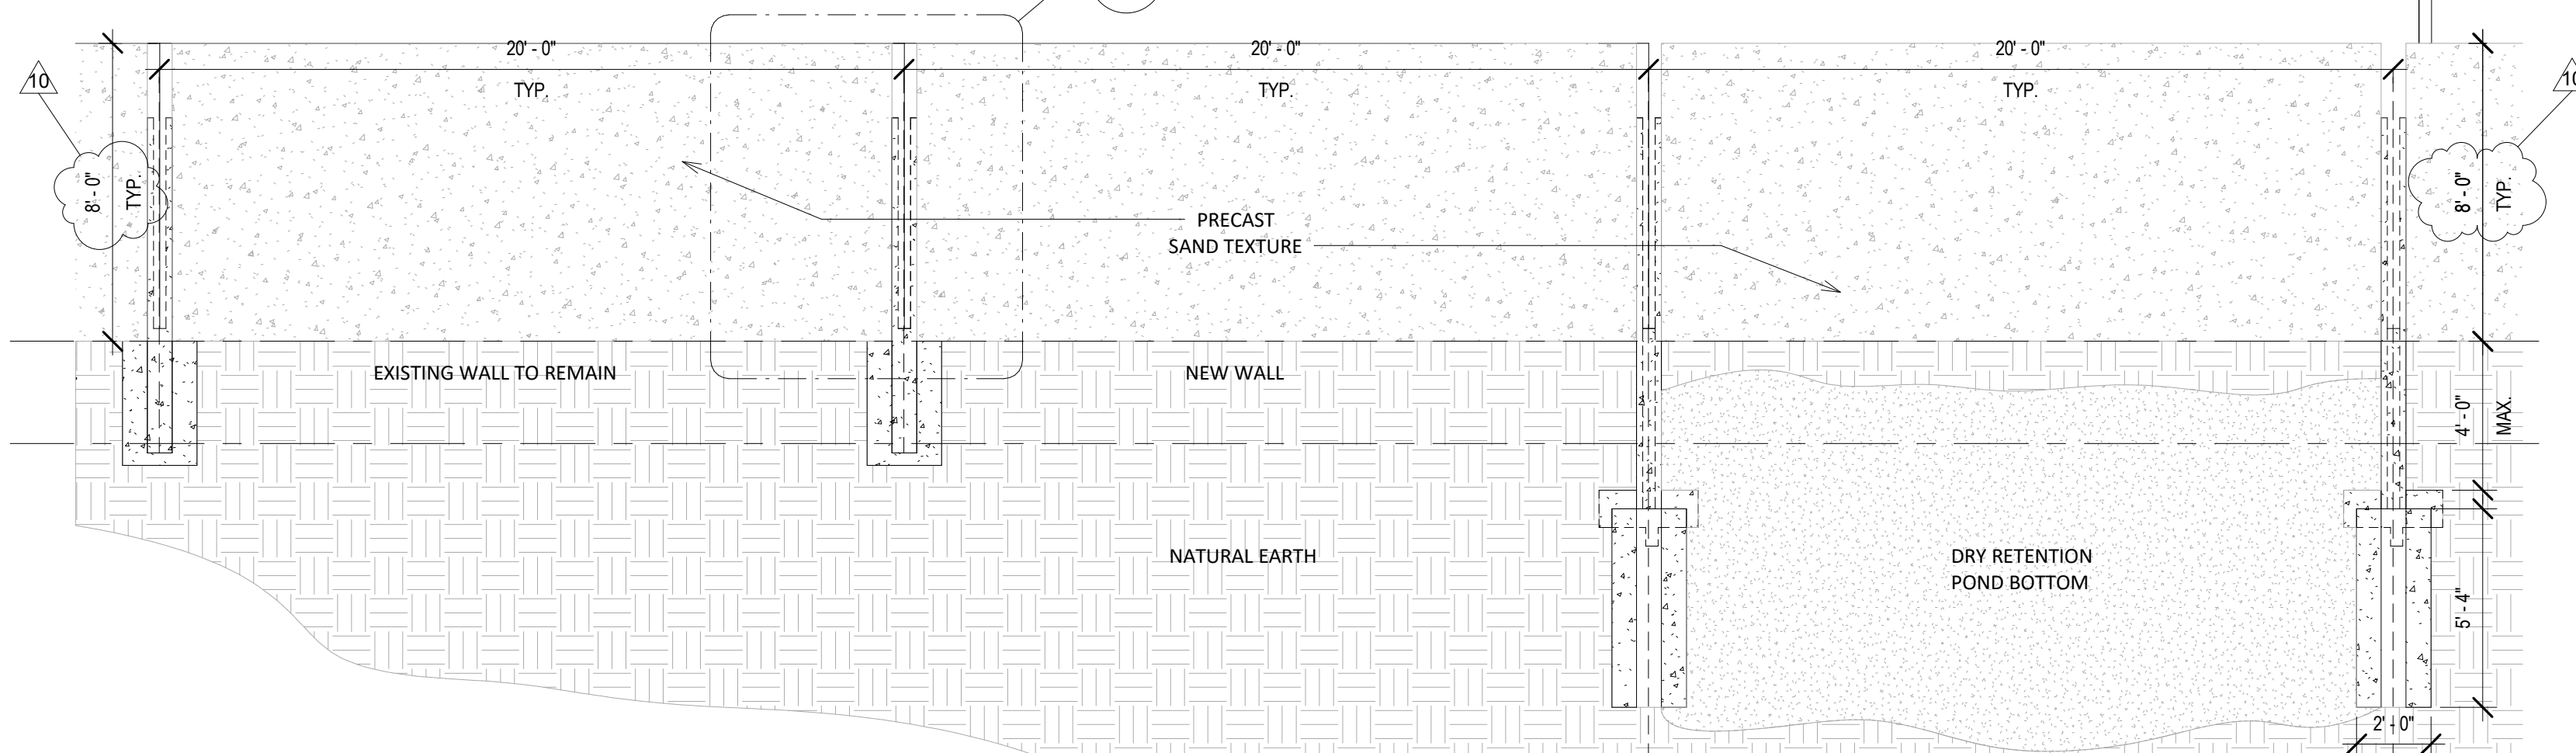 20' - 0"
20' - 0"
20' - 0"
TYP.
TYP.
TYP.
10
10
8' - 0"
TYP.
8' - 0"
TYP.
PRECAST
SAND TEXTURE
EXISTING WALL TO REMAIN
NEW WALL
4' - 0"
MAX.
NATURAL EARTH
DRY RETENTION
POND BOTTOM
5' - 4"
2' - 0"